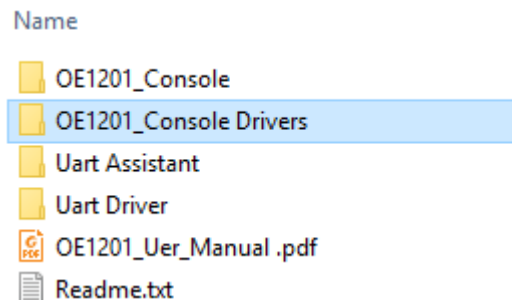 Name
OE1201_Console
OE1201_Console Drivers
Uart Assistant
Uart Driver
OE1201_Uer_Manual .pdf
Readme.txt